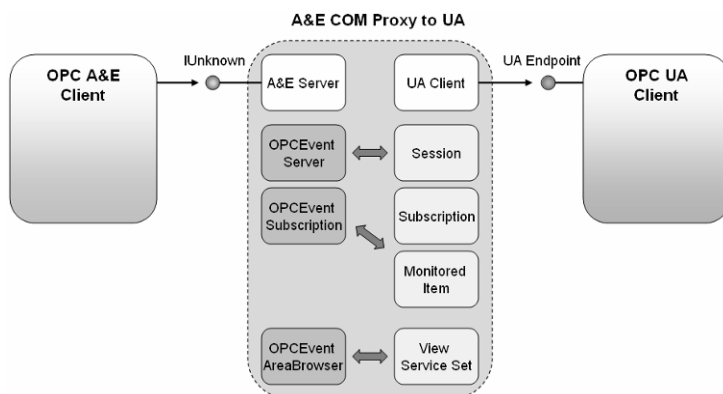 A&E COM Proxy to UA
OPC A&E
Client
IUnknown
A&E Server
UA Client
UA Endpoint
OPC UA
Client
OPCEvent
Server
Session
OPCEvent
Subscription
Subscription
Monitored
Item
OPCEvent
AreaBrowser
View
Service Set